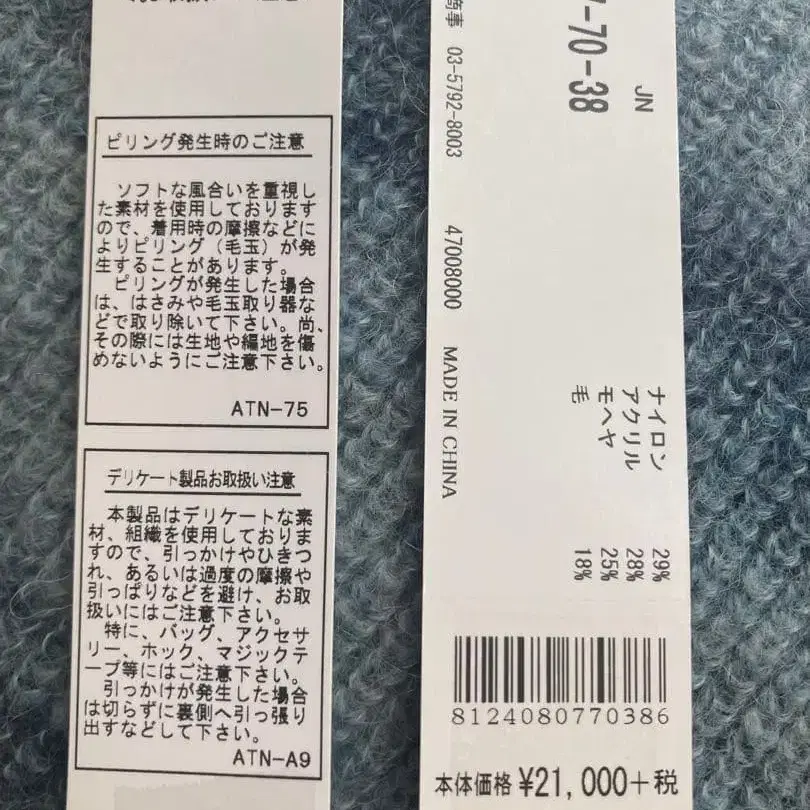 ピリング発生時のご注意
ソフトな風合いを重視し
た素材を使用しております
ので、着用時の摩擦などに
よりピリング（毛玉）が発
生することがあります。
ピリングが発生した場合
は、はさみや毛玉取り器な
どで取り除いて下さい。尚、
その際には生地や編地を傷
めないようにご注意下さい。
ATN-75
デリケート製品お取扱い注意
本製品はデリケートな素
材、組織を使用しておりま
すので、引っかけやひきつ
れ、あるいは過度の摩擦や
引っぱりなどを避け、お取
扱いにはご注意下さい。
特に、バッグ、アクセサ
リー、ホック、マジックテ
ープ等にはご注意下さい。
引っかけが発生した場合
は切らずに裏側へ引っ張り
出すなどして下さい。
ATN-A9
JN
7-70-38
商事 03-5792-8003 47008000 MADE IN CHINA
ナイロン 29%
アクリル 28%
モヘヤ 25%
毛 18%
8124080770386
本体価格 ¥21,000+税